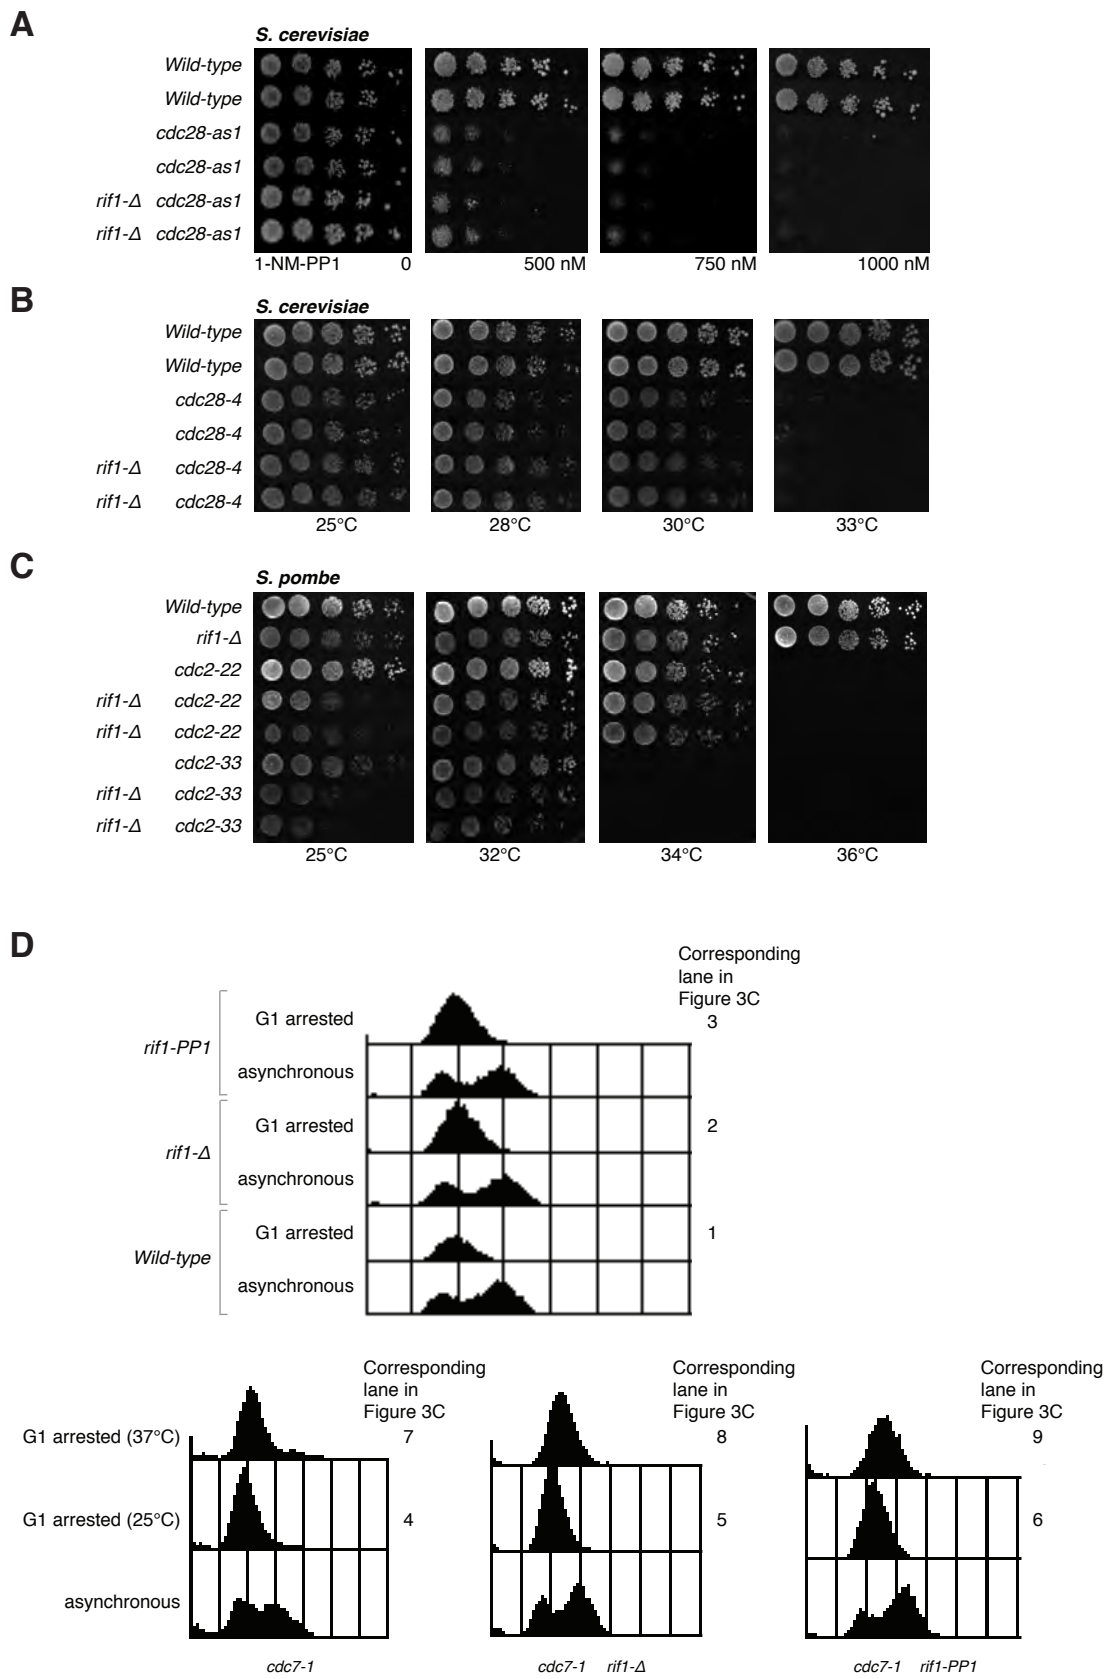 A
S. cerevisiae
Wild-type
Wild-type
cdc28-as1
cdc28-as1
rif1-Δ cdc28-as1
rif1-Δ cdc28-as1
1-NM-PP1 0 500 nM 750 nM 1000 nM
B
S. cerevisiae
Wild-type
Wild-type
cdc28-4
cdc28-4
rif1-Δ cdc28-4
rif1-Δ cdc28-4
25°C 28°C 30°C 33°C
C
S. pombe
Wild-type
rif1-Δ
cdc2-22
rif1-Δ cdc2-22
rif1-Δ cdc2-22
cdc2-33
rif1-Δ cdc2-33
rif1-Δ cdc2-33
25°C 32°C 34°C 36°C
D
Corresponding
lane in
Figure 3C
rif1-PP1
G1 arrested 3
asynchronous
rif1-Δ
G1 arrested 2
asynchronous
Wild-type
G1 arrested 1
asynchronous
Corresponding Corresponding Corresponding
lane in lane in lane in
Figure 3C Figure 3C Figure 3C
G1 arrested (37°C) 7 8 9
G1 arrested (25°C) 4 5 6
asynchronous
cdc7-1 cdc7-1 rif1-Δ cdc7-1 rif1-PP1